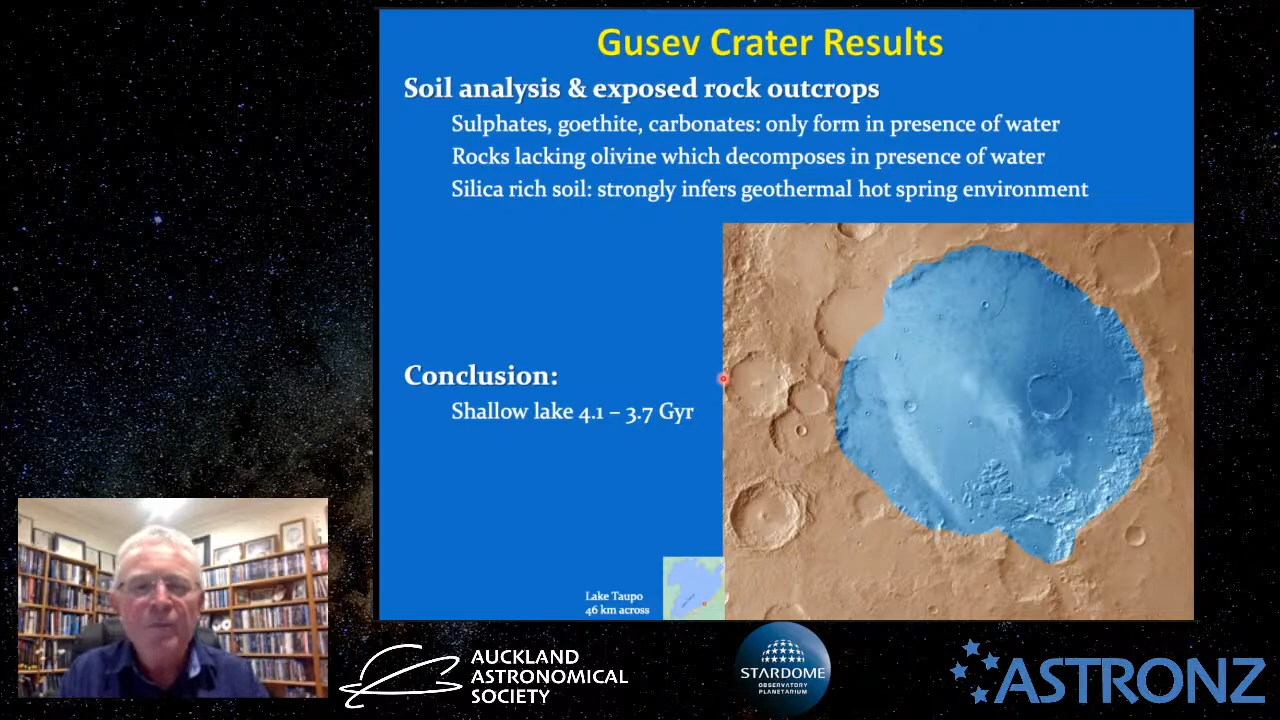 Gusev Crater Results
Soil analysis & exposed rock outcrops
Sulphates, goethite, carbonates: only form in presence of water
Rocks lacking olivine which decomposes in presence of water
Silica rich soil: strongly infers geothermal hot spring environment
Conclusion:
Shallow lake 4.1 – 3.7 Gyr
Lake Taupo
46 km across
AUCKLAND
ASTRONOMICAL
SOCIETY
STARDOME
OBSERVATORY
PLANETARIUM
ASTRONZ